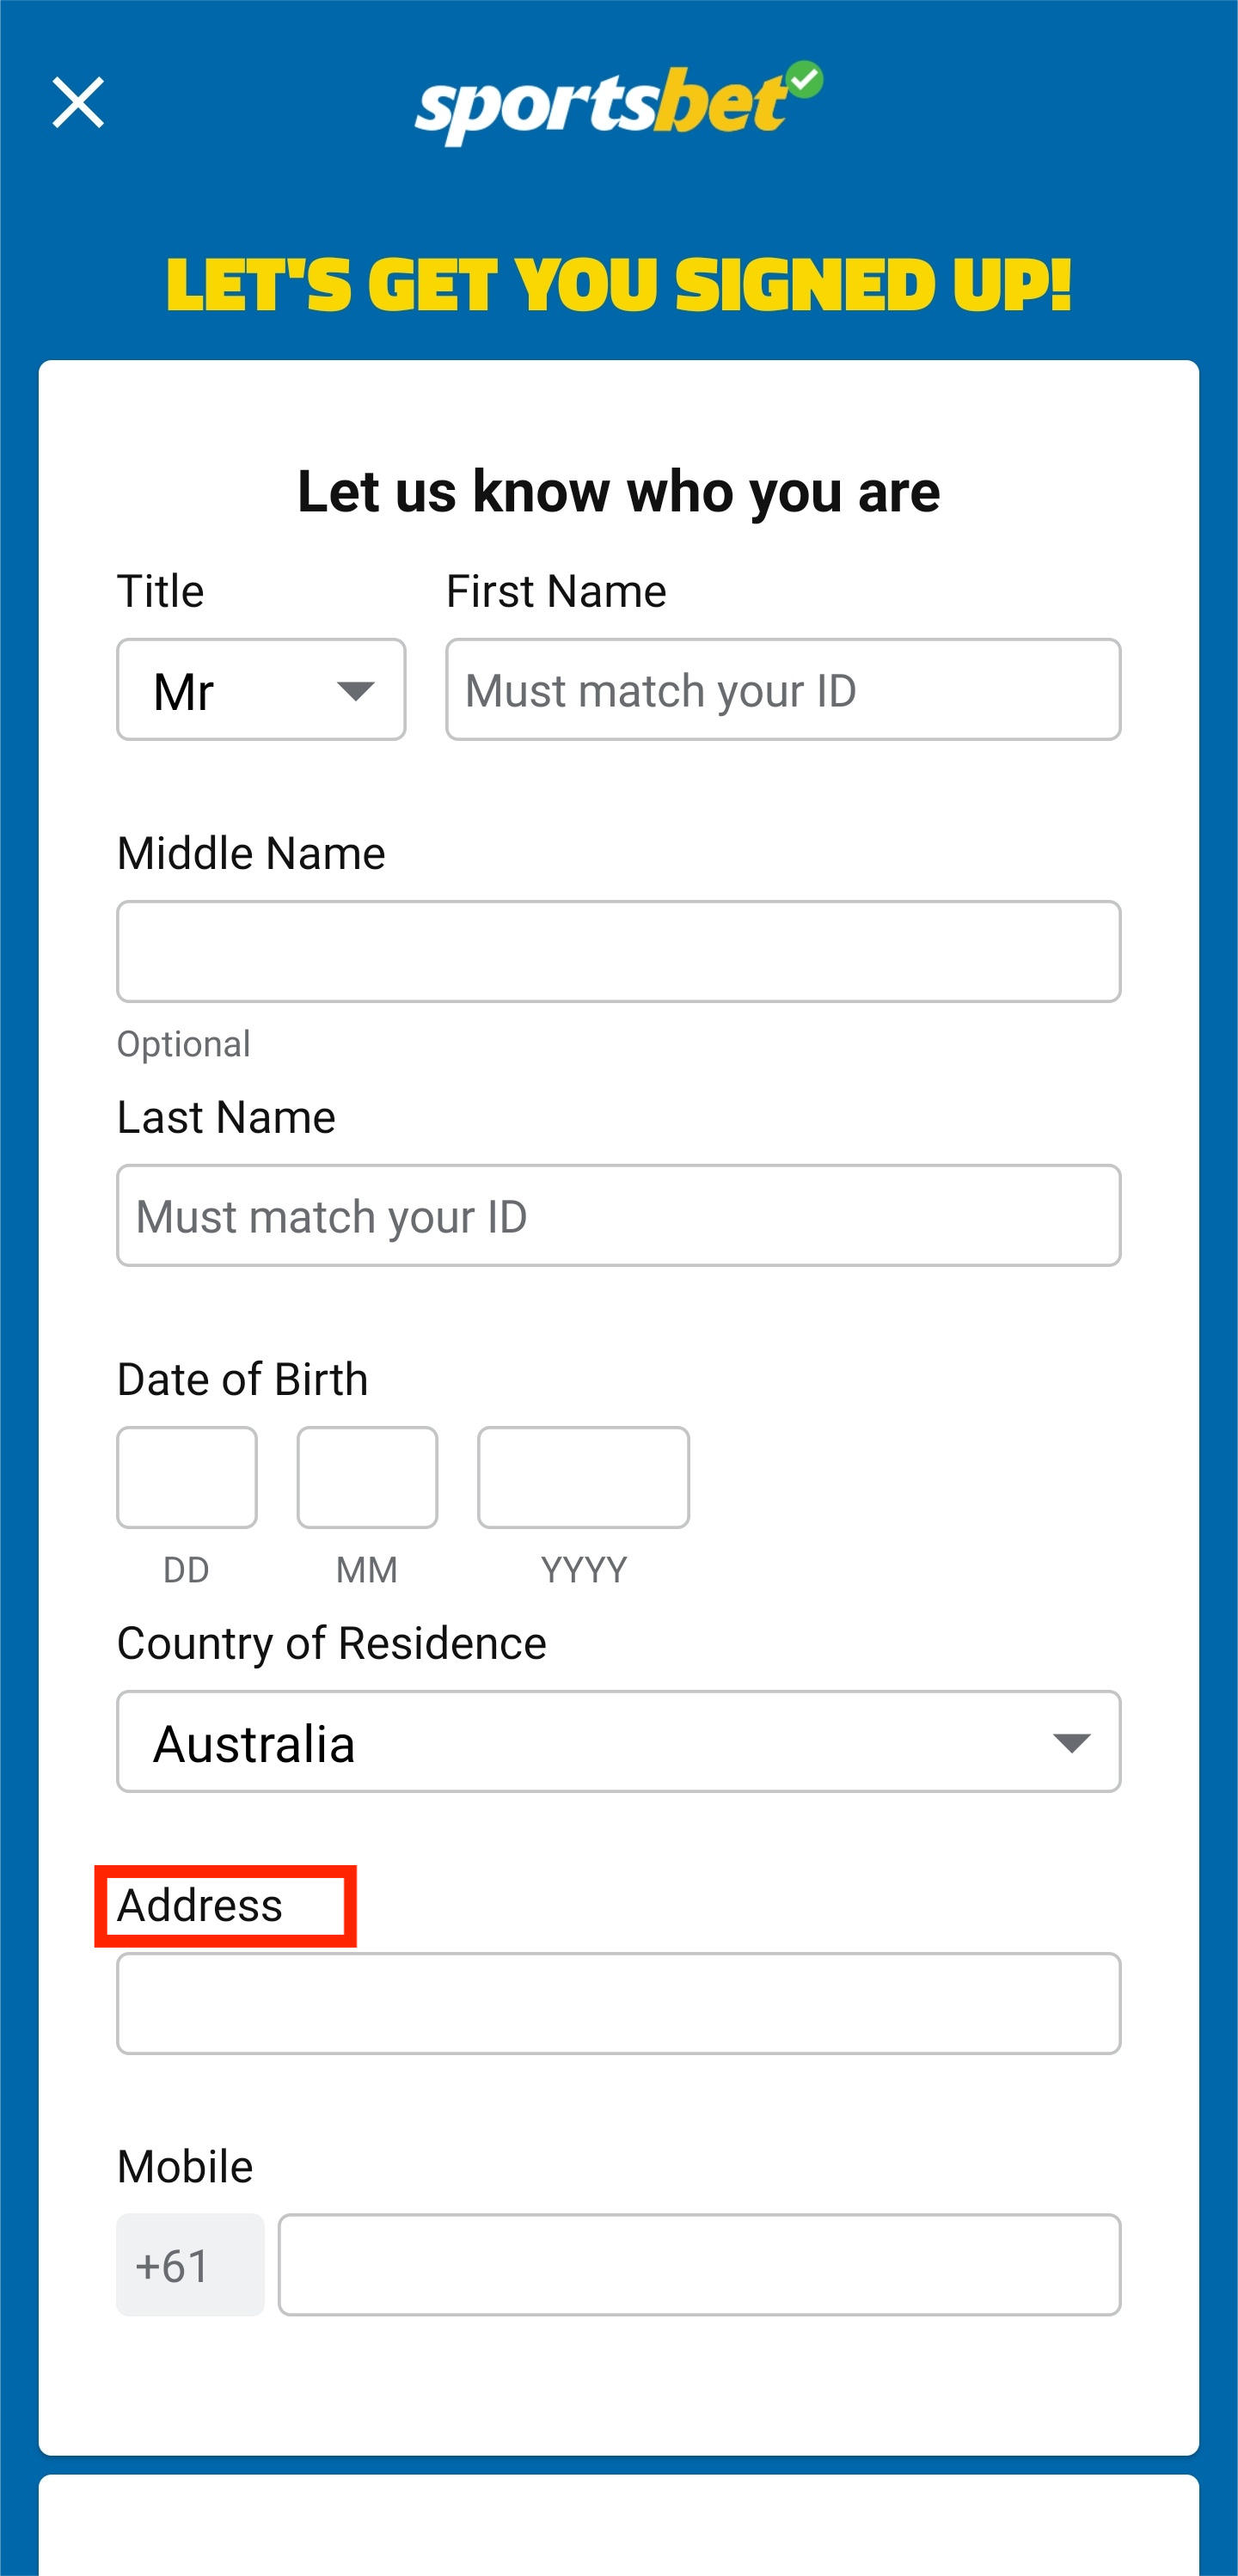 sportsbet
LET'S GET YOU SIGNED UP!
Let us know who you are
Title First Name
Mr Must match your ID
Middle Name
Optional
Last Name
Must match your ID
Date of Birth
DD MM YYYY
Country of Residence
Australia
Address
Mobile
+61